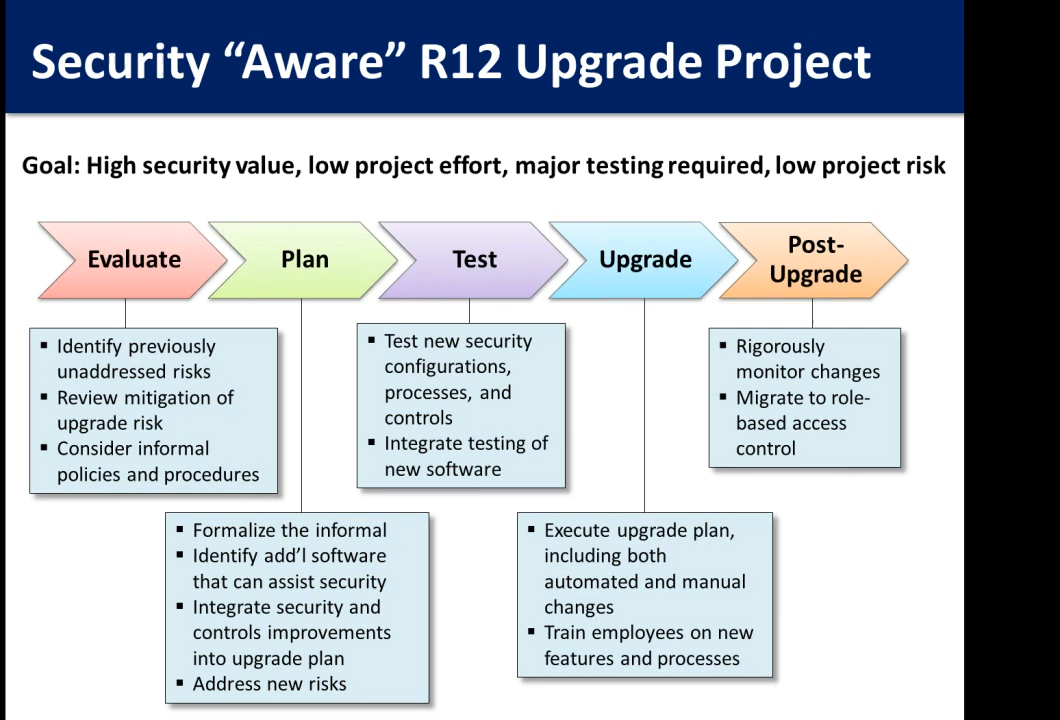 Security “Aware” R12 Upgrade Project
Goal: High security value, low project effort, major testing required, low project risk
Evaluate
Plan
Test
Upgrade
Post-
Upgrade
▪ Identify previously
unaddressed risks
▪ Review mitigation of
upgrade risk
▪ Consider informal
policies and procedures
▪ Formalize the informal
▪ Identify add’l software
that can assist security
▪ Integrate security and
controls improvements
into upgrade plan
▪ Address new risks
▪ Test new security
configurations,
processes, and
controls
▪ Integrate testing of
new software
▪ Execute upgrade plan,
including both
automated and manual
changes
▪ Train employees on new
features and processes
▪ Rigorously
monitor changes
▪ Migrate to role-
based access
control